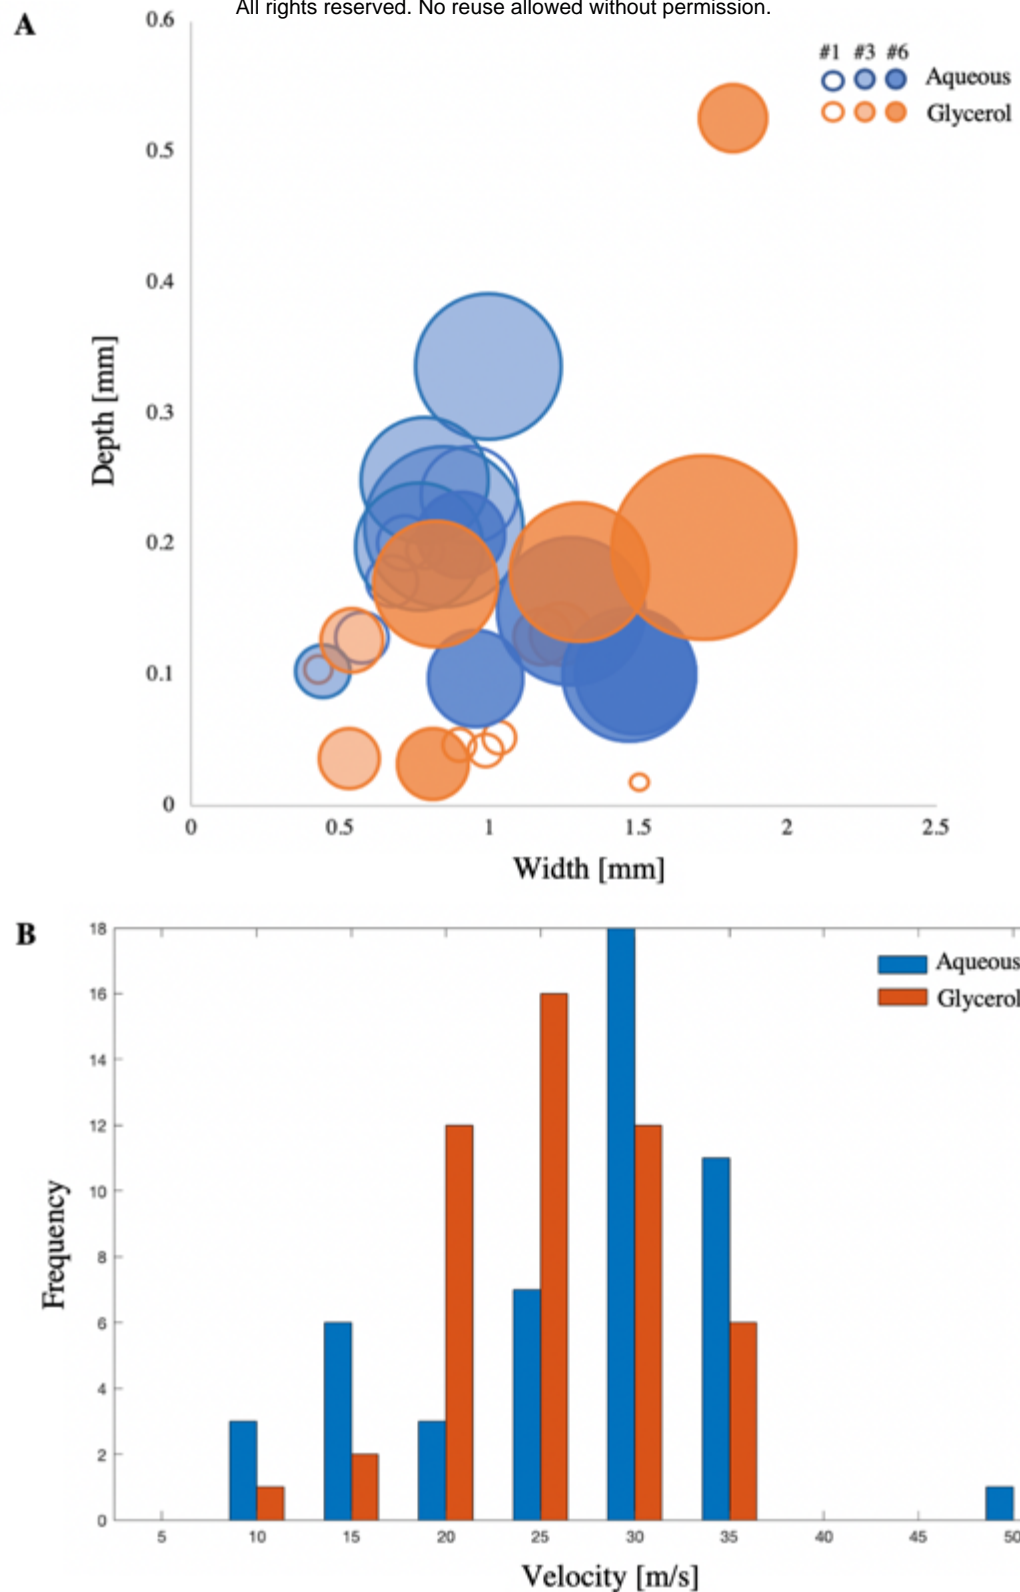 All rights reserved. No reuse allowed without permission.
A
0.6
0.5
0.4
0.3
0.2
0.1
0
Depth [mm]
#1 #3 #6
Aqueous
Glycerol
0 0.5 1 1.5 2 2.5
Width [mm]
B
18
16
14
12
10
8
6
4
2
0
Frequency
Aqueous
Glycerol
5 10 15 20 25 30 35 40 45 50
Velocity [m/s]